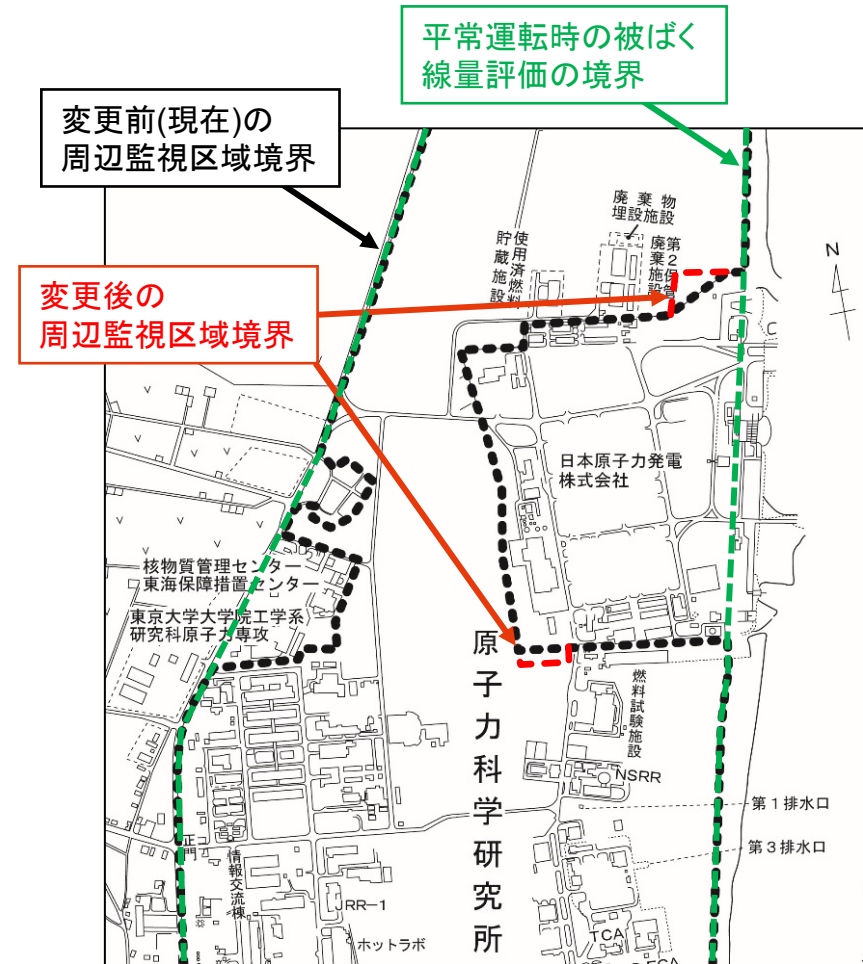 平常運転時の被ばく
線量評価の境界
変更前(現在)の
周辺監視区域境界
変更後の
周辺監視区域境界
廃棄物
埋設施設
使用済燃料
貯蔵施設
第2保管
廃棄施設
N
日本原子力発電
株式会社
核物質管理センター
東海保障措置センター
東京大学大学院工学系
研究科原子力専攻
原子力科学研究所
燃料試験施設
NSRR
第1排水口
第3排水口
正門
情報交流棟
JRR-1
ホットラボ
TCA